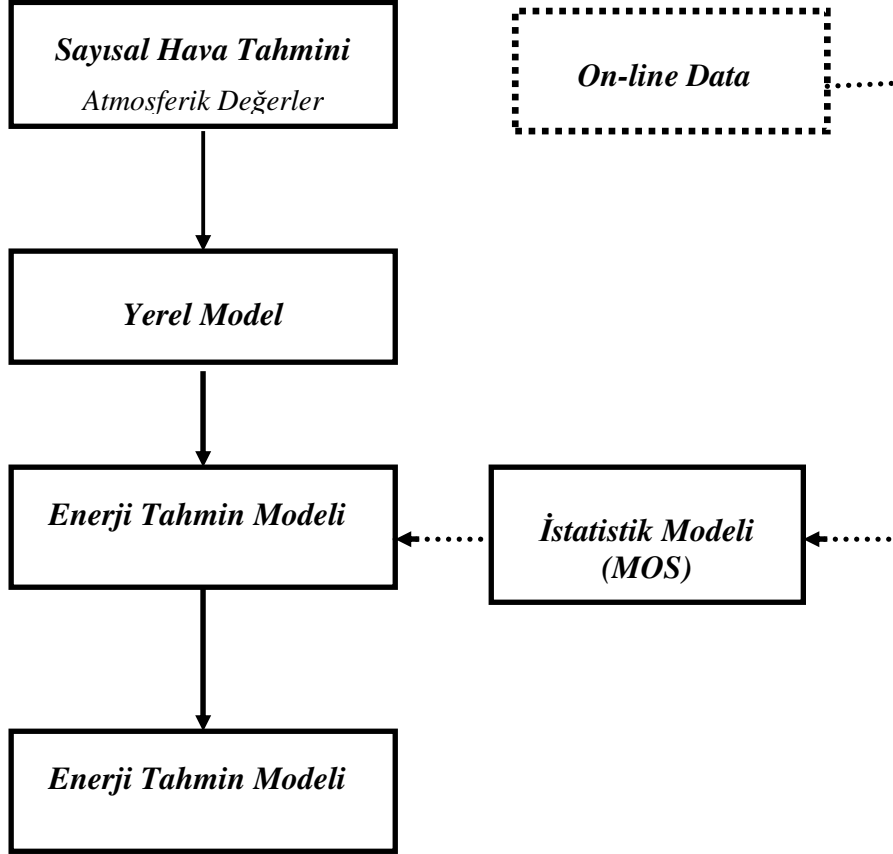 Sayısal Hava Tahmini
Atmosferik Değerler
On-line Data
Yerel Model
Enerji Tahmin Modeli
İstatistik Modeli
(MOS)
Enerji Tahmin Modeli